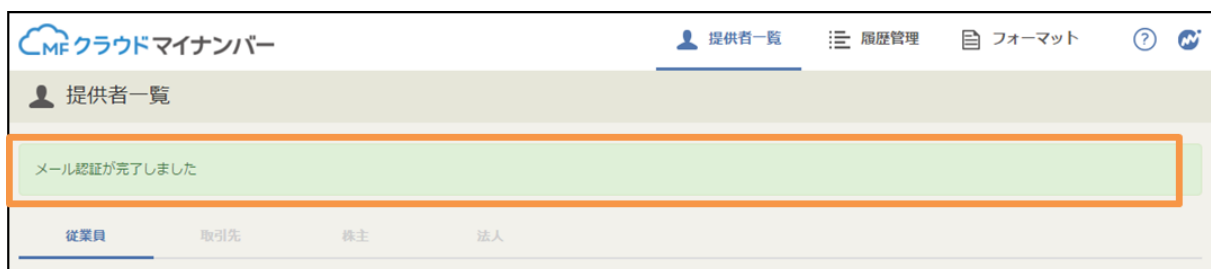 MFクラウドマイナンバー
提供者一覧 履歴管理 フォーマット ?
提供者一覧
メール認証が完了しました
従業員 取引先 株主 法人